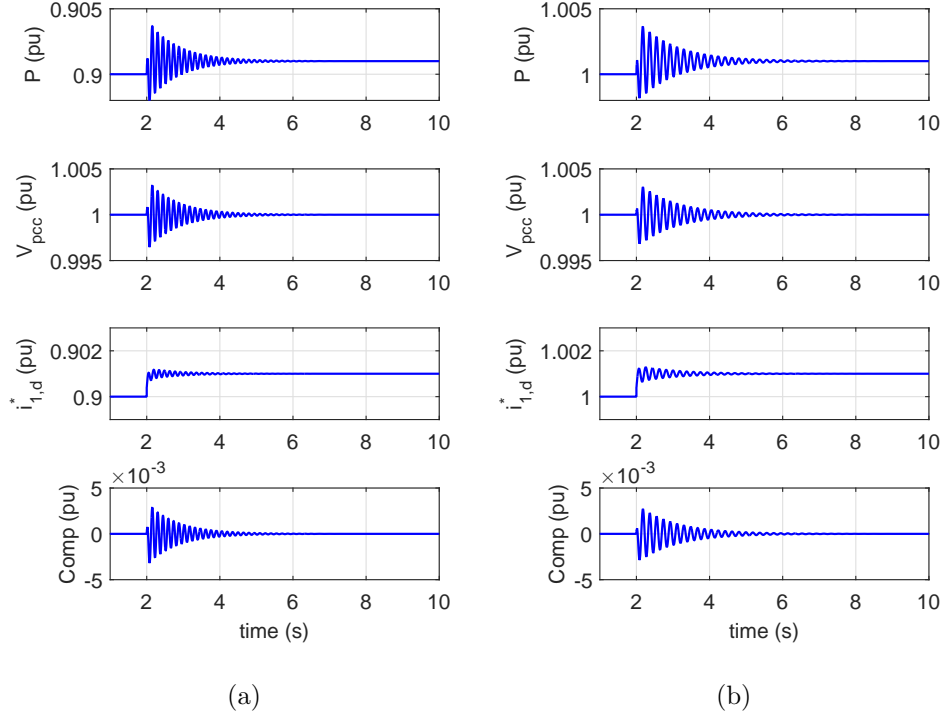 0.905
0.9
P (pu)
2 4 6 8 10
1.005
1
0.995
V_pcc (pu)
2 4 6 8 10
0.902
0.9
i*_1,d (pu)
2 4 6 8 10
×10^-3
5
0
-5
Comp (pu)
2 4 6 8 10
time (s)
(a)
1.005
1
P (pu)
2 4 6 8 10
1.005
1
0.995
V_pcc (pu)
2 4 6 8 10
1.002
1
i*_1,d (pu)
2 4 6 8 10
×10^-3
5
0
-5
Comp (pu)
2 4 6 8 10
time (s)
(b)